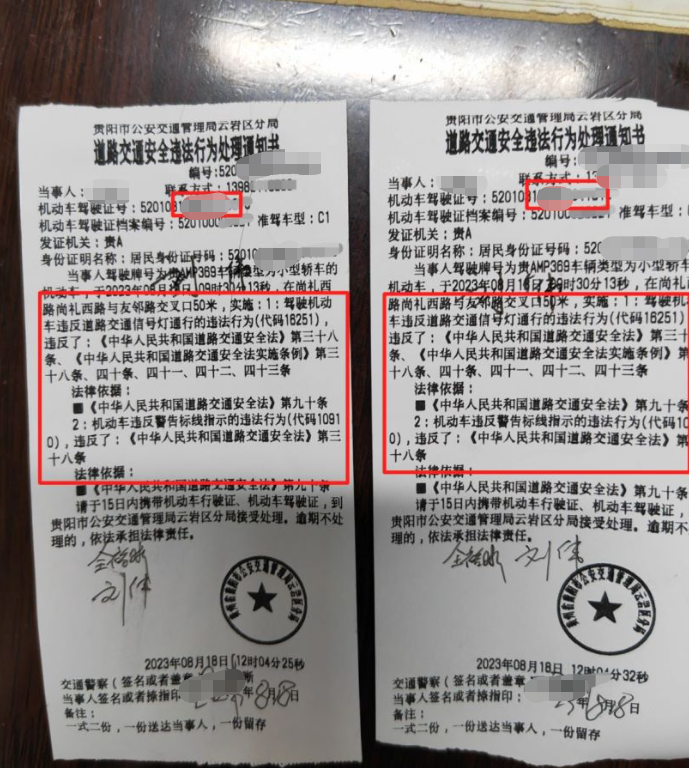 贵阳市公安交通管理局云岩区分局
道路交通安全违法行为处理通知书
编号:520
当事人:
联系方式:1398
机动车驾驶证号:5201031
机动车驾驶证档案编号:520100 准驾车型:C1
发证机关:贵A
身份证明名称:居民身份证号码:520
当事人驾驶牌号为贵AMP369车辆类型为小型轿车的
机动车,于2023年08月 日09时30分13秒,在尚礼西
路尚礼西路与友邻路交叉口50米,实施:1:驾驶机动
车违反道路交通信号灯通行的违法行为(代码16251),
违反了:《中华人民共和国道路交通安全法》第三十八
条、《中华人民共和国道路交通安全法实施条例》第三
十八条、四十条、四十一、四十二、四十三条
法律依据:
■《中华人民共和国道路交通安全法》第九十条
2:机动车违反警告标线指示的违法行为(代码1091
0),违反了:《中华人民共和国道路交通安全法》第三
十八条
法律依据:
■《中华人民共和国道路交通安全法》第九十条
请于15日内携带机动车行驶证、机动车驾驶证,到
贵阳市公安交通管理局云岩区分局接受处理。逾期不处
理的,依法承担法律责任。
刘伟
2023年08月18日 12时04分25秒
交通警察(签名或者盖章
当事人签名或者捺指印: 年8月18日
备注:
一式二份,一份送达当事人,一份留存
贵阳市公安交通管理局云岩区分局
道路交通安全违法行为处理通知书
编号:
当事人:
联系方式:13
机动车驾驶证号:520103
机动车驾驶证档案编号:520100 准驾车型:C
发证机关:贵A
身份证明名称:居民身份证号码:52
当事人驾驶牌号为贵AMP369车辆类型为小型轿
机动车,于2023年08月18日 时30分13秒,在尚礼西
路尚礼西路与友邻路交叉口50米,实施:1:驾驶机
车违反道路交通信号灯通行的违法行为(代码16251)
违反了:《中华人民共和国道路交通安全法》第三十八
条、《中华人民共和国道路交通安全法实施条例》第三
十八条、四十条、四十一、四十二、四十三条
法律依据:
■《中华人民共和国道路交通安全法》第九十条
2:机动车违反警告标线指示的违法行为(代码10
0),违反了:《中华人民共和国道路交通安全法》第
十八条
法律依据:
■《中华人民共和国道路交通安全法》第九十条
请于15日内携带机动车行驶证、机动车驾驶证,
贵阳市公安交通管理局云岩区分局接受处理。逾期不
理的,依法承担法律责任。
刘伟
2023年08月18日 12时04分32秒
交通警察(签名或者盖章
当事人签名或者捺指印: 年8月18日
备注:
一式二份,一份送达当事人,一份留存